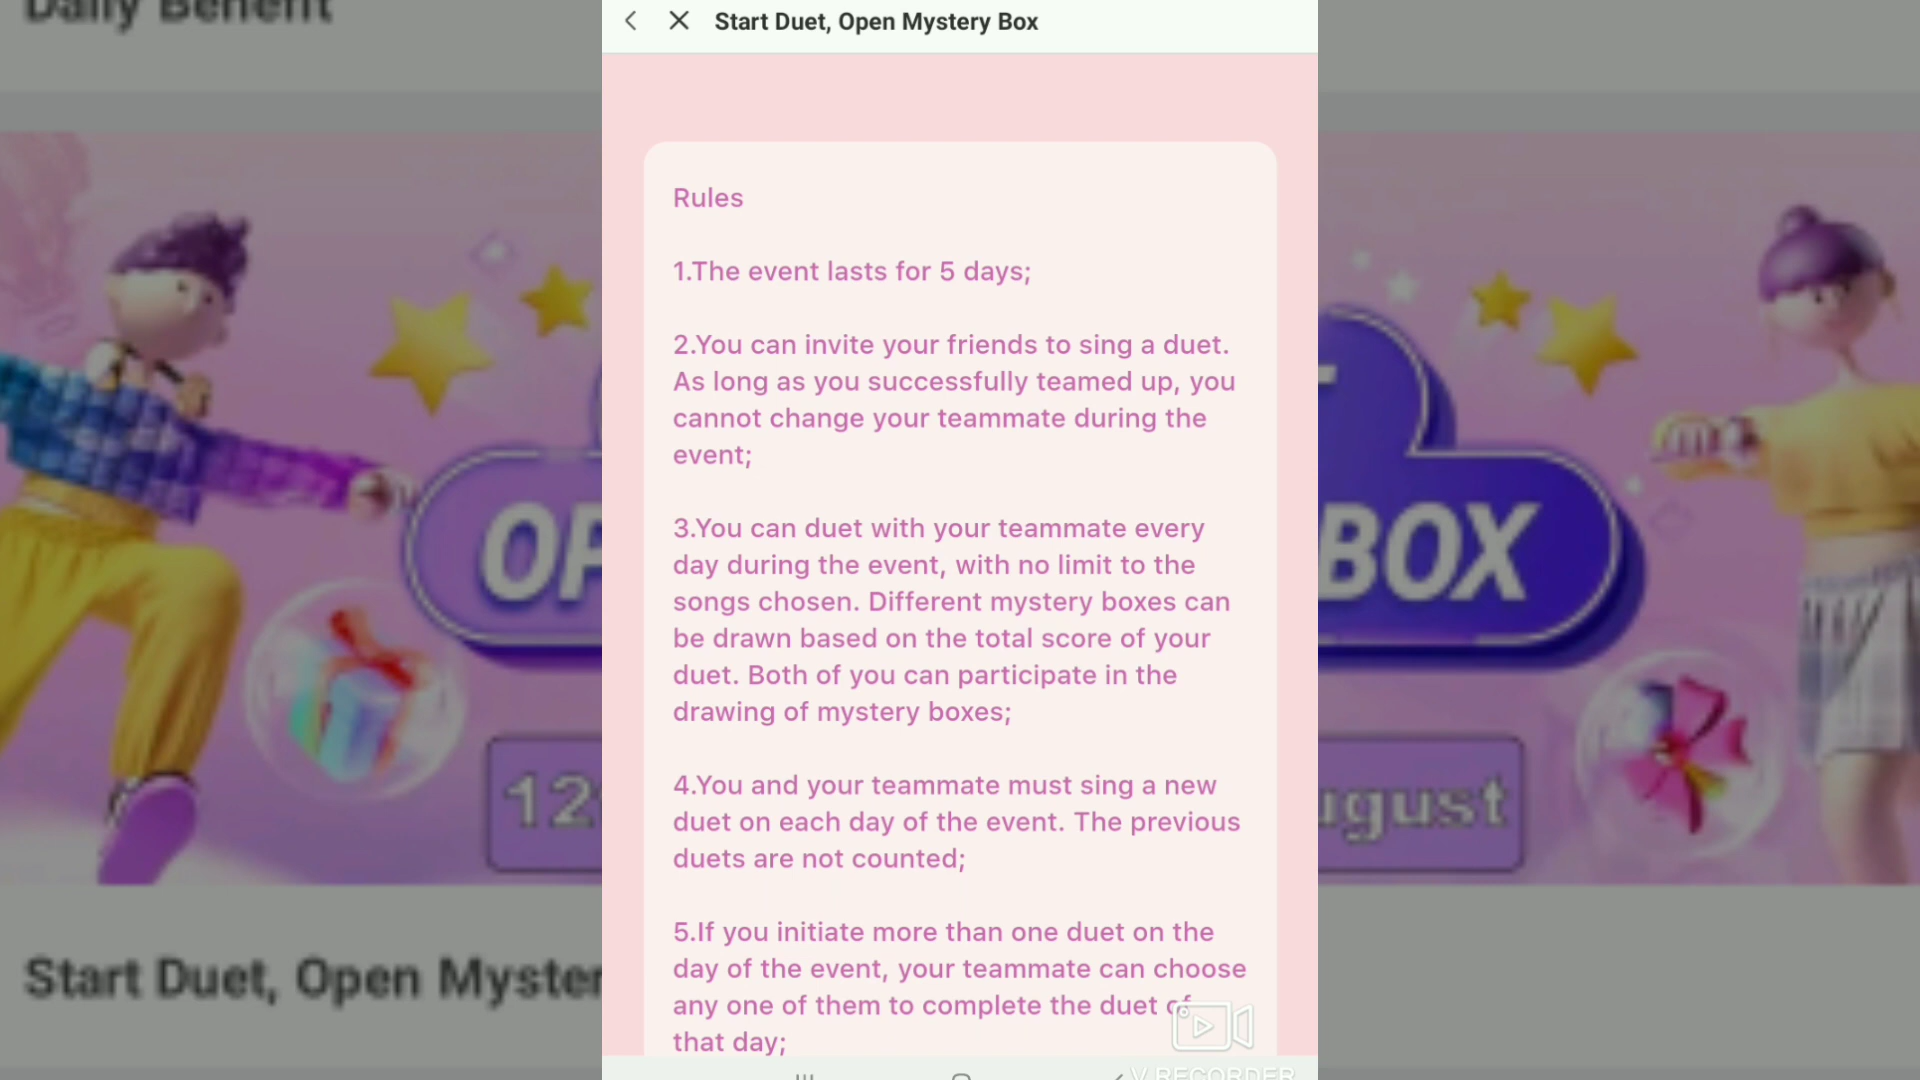 Daily Benefit
Start Duet, Open Mystery Box
Rules
1.The event lasts for 5 days;
2.You can invite your friends to sing a duet.
As long as you successfully teamed up, you
cannot change your teammate during the
event;
3.You can duet with your teammate every
day during the event, with no limit to the
songs chosen. Different mystery boxes can
be drawn based on the total score of your
duet. Both of you can participate in the
drawing of mystery boxes;
4.You and your teammate must sing a new
duet on each day of the event. The previous
duets are not counted;
5.If you initiate more than one duet on the
day of the event, your teammate can choose
any one of them to complete the duet of
that day;
OP
BOX
12
ugust
Start Duet, Open Myster
V RECORDER